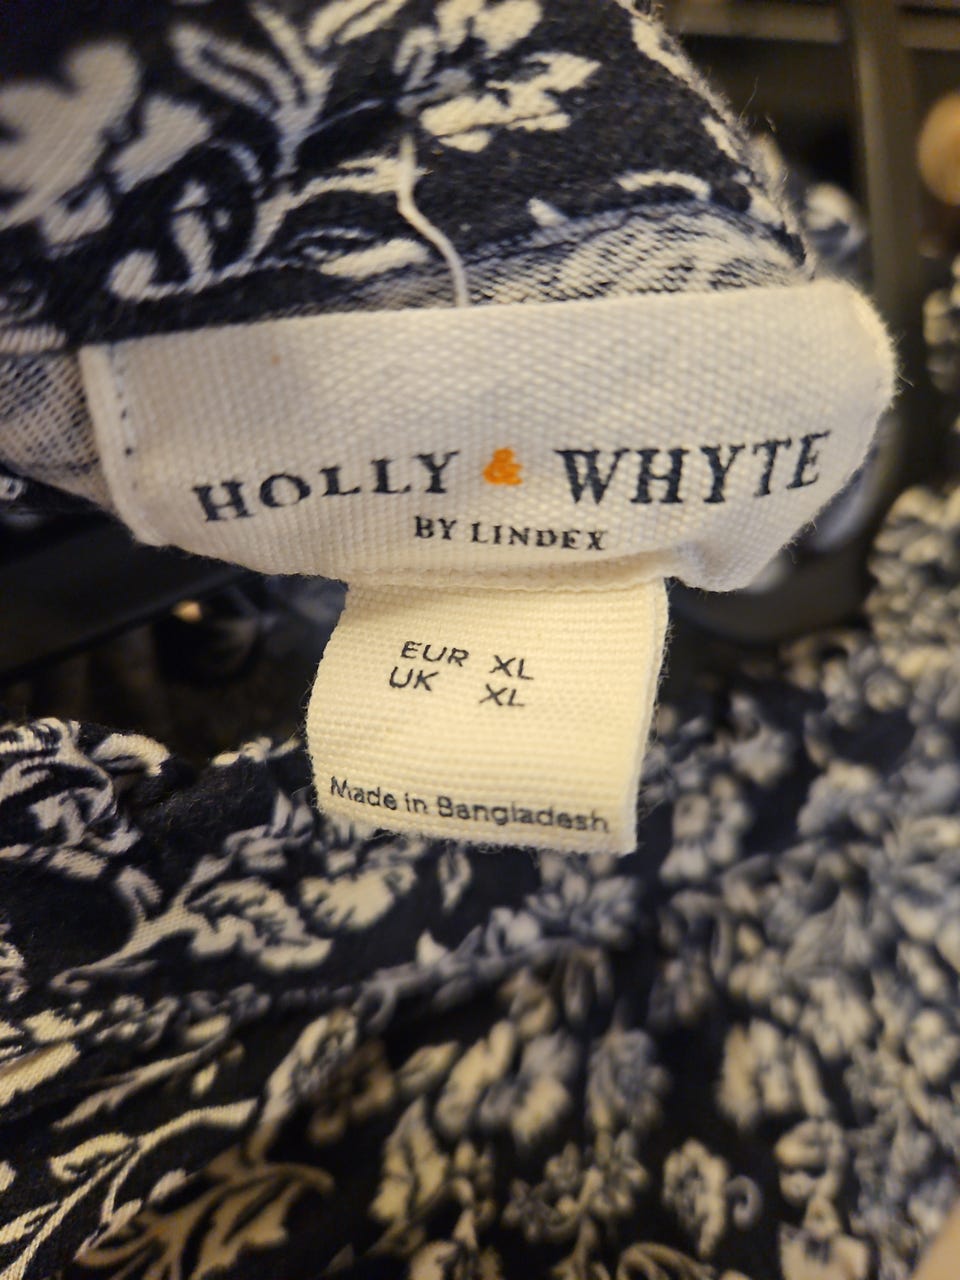 HOLLY & WHYTE
BY LINDEX
EUR XL
UK XL
Made in Bangladesh